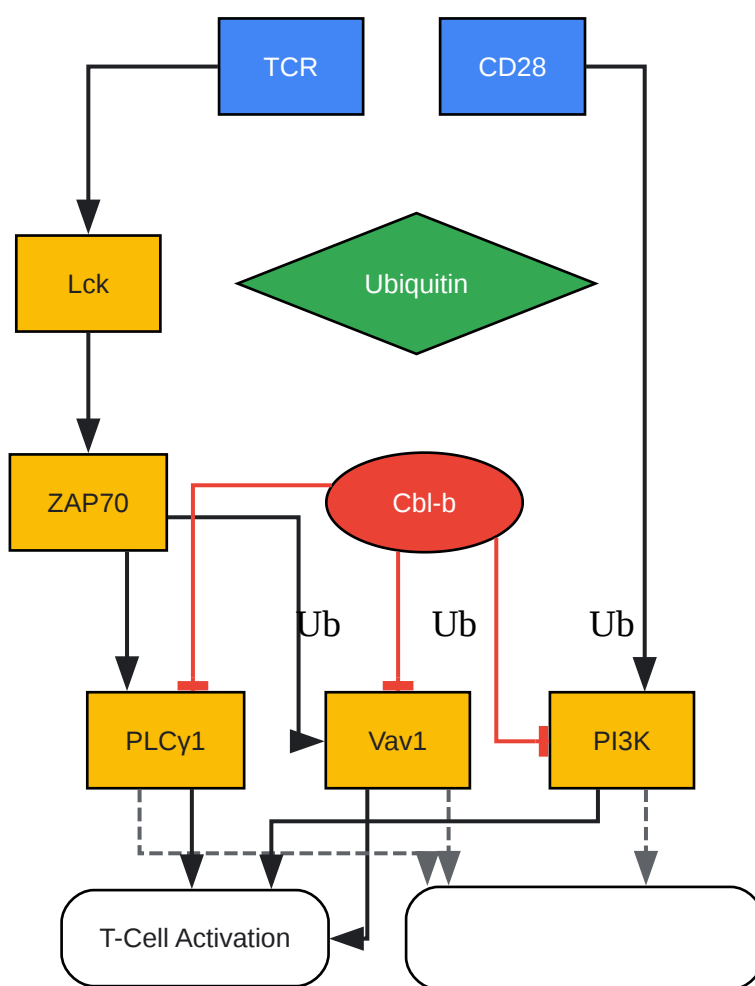 TCR
CD28
Lck
Ubiquitin
ZAP70
Cbl-b
Ub
Ub
Ub
PLCγ1
Vav1
PI3K
T-Cell Activation